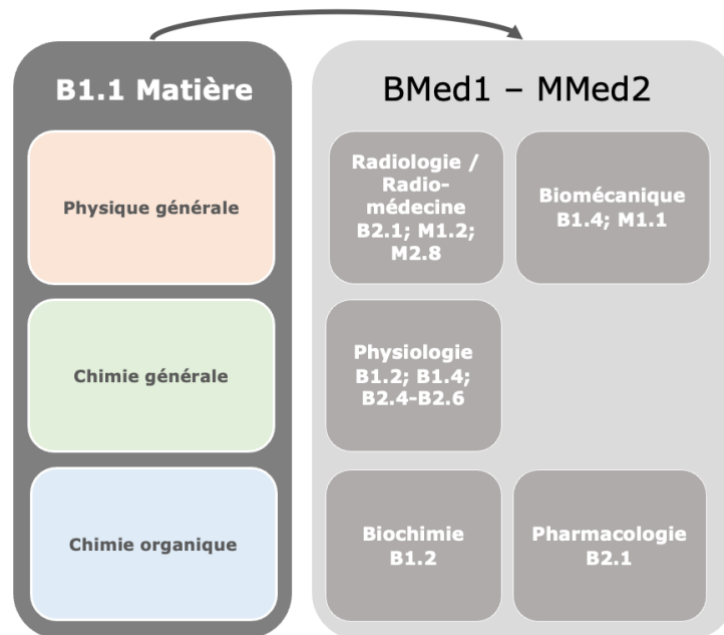 B1.1 Matière
BMed1 – MMed2
Physique générale
Radiologie /
Radio-
médecine
B2.1; M1.2;
M2.8
Biomécanique
B1.4; M1.1
Chimie générale
Physiologie
B1.2; B1.4;
B2.4-B2.6
Chimie organique
Biochimie
B1.2
Pharmacologie
B2.1